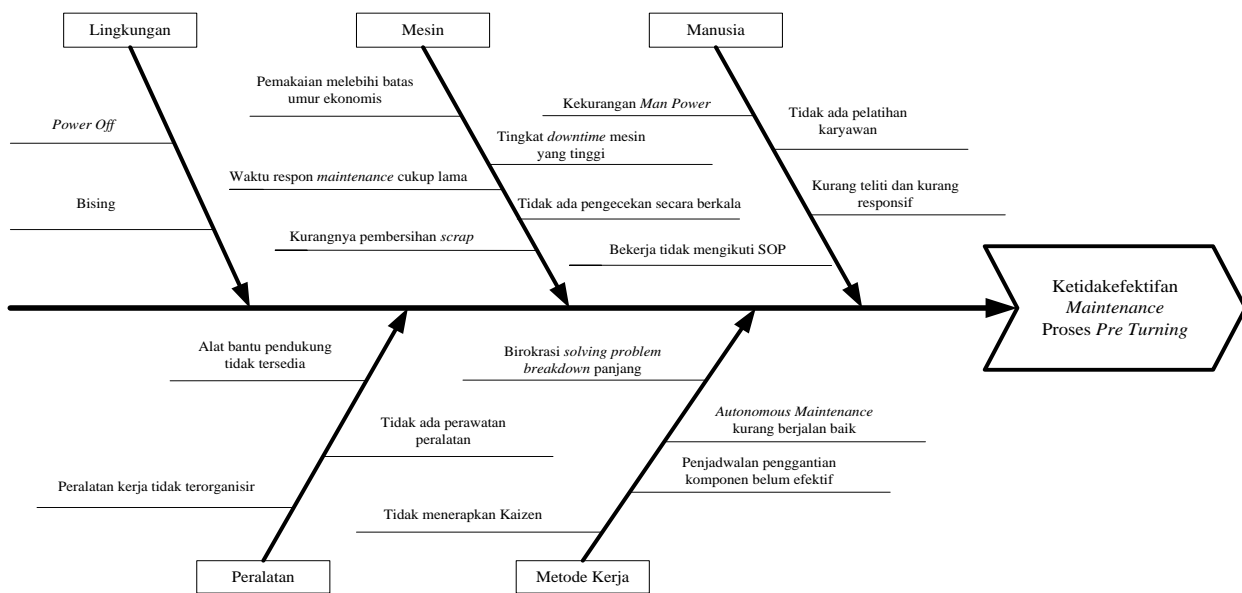 Lingkungan
Mesin
Manusia
Pemakaian melebihi batas
umur ekonomis
Kekurangan Man Power
Tidak ada pelatihan
karyawan
Power Off
Tingkat downtime mesin
yang tinggi
Waktu respon maintenance cukup lama
Kurang teliti dan kurang
responsif
Bising
Tidak ada pengecekan secara berkala
Kurangnya pembersihan scrap
Bekerja tidak mengikuti SOP
Ketidakefektifan
Maintenance
Proses Pre Turning
Alat bantu pendukung
tidak tersedia
Birokrasi solving problem
breakdown panjang
Tidak ada perawatan
peralatan
Autonomous Maintenance
kurang berjalan baik
Penjadwalan penggantian
komponen belum efektif
Peralatan kerja tidak terorganisir
Tidak menerapkan Kaizen
Peralatan
Metode Kerja